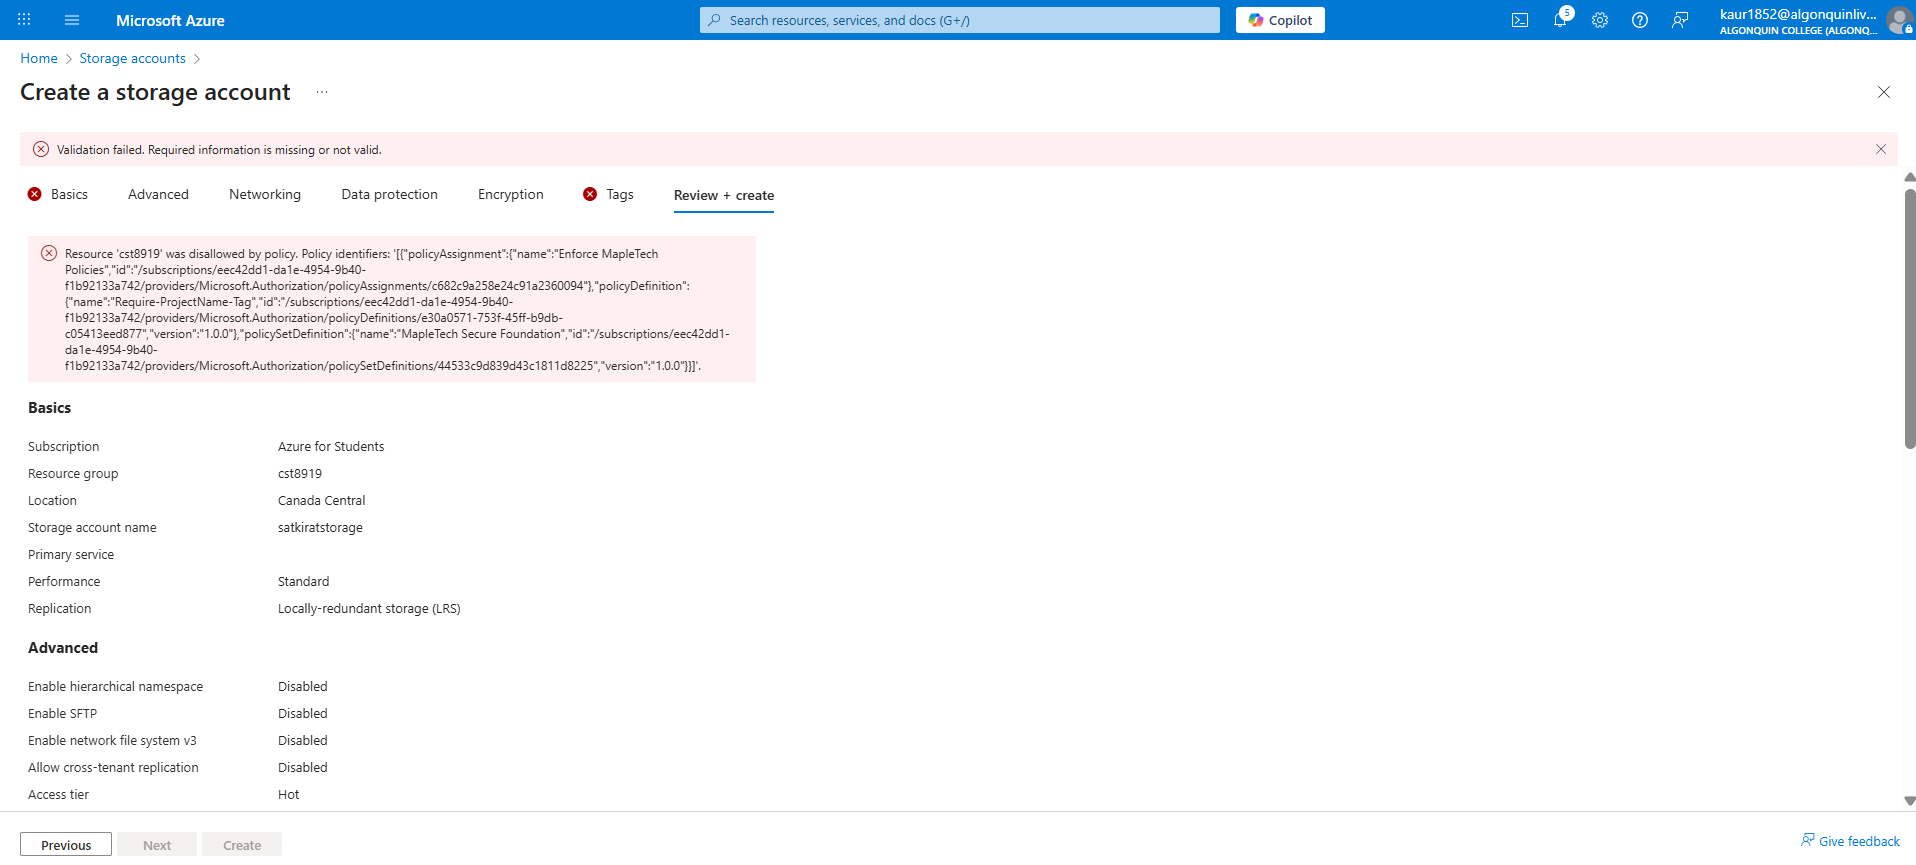 Microsoft Azure
Search resources, services, and docs (G+/)
Copilot
5
kaur1852@algonquinliv...
ALGONQUIN COLLEGE (ALGONQ...
Home > Storage accounts >
Create a storage account ...
Validation failed. Required information is missing or not valid.
Basics Advanced Networking Data protection Encryption Tags Review + create
Resource 'cst8919' was disallowed by policy. Policy identifiers: '[{"policyAssignment":{"name":"Enforce MapleTech
Policies","id":"/subscriptions/eec42dd1-da1e-4954-9b40-
f1b92133a742/providers/Microsoft.Authorization/policyAssignments/c682c9a258e24c91a2360094"},"policyDefinition":
{"name":"Require-ProjectName-Tag","id":"/subscriptions/eec42dd1-da1e-4954-9b40-
f1b92133a742/providers/Microsoft.Authorization/policyDefinitions/e30a0571-753f-45ff-b9db-
c05413eed877","version":"1.0.0"},"policySetDefinition":{"name":"MapleTech Secure Foundation","id":"/subscriptions/eec42dd1-
da1e-4954-9b40-
f1b92133a742/providers/Microsoft.Authorization/policySetDefinitions/44533c9d839d43c1811d8225","version":"1.0.0"}}]'.
Basics
Subscription Azure for Students
Resource group cst8919
Location Canada Central
Storage account name satkiratstorage
Primary service
Performance Standard
Replication Locally-redundant storage (LRS)
Advanced
Enable hierarchical namespace Disabled
Enable SFTP Disabled
Enable network file system v3 Disabled
Allow cross-tenant replication Disabled
Access tier Hot
Previous Next Create
Give feedback